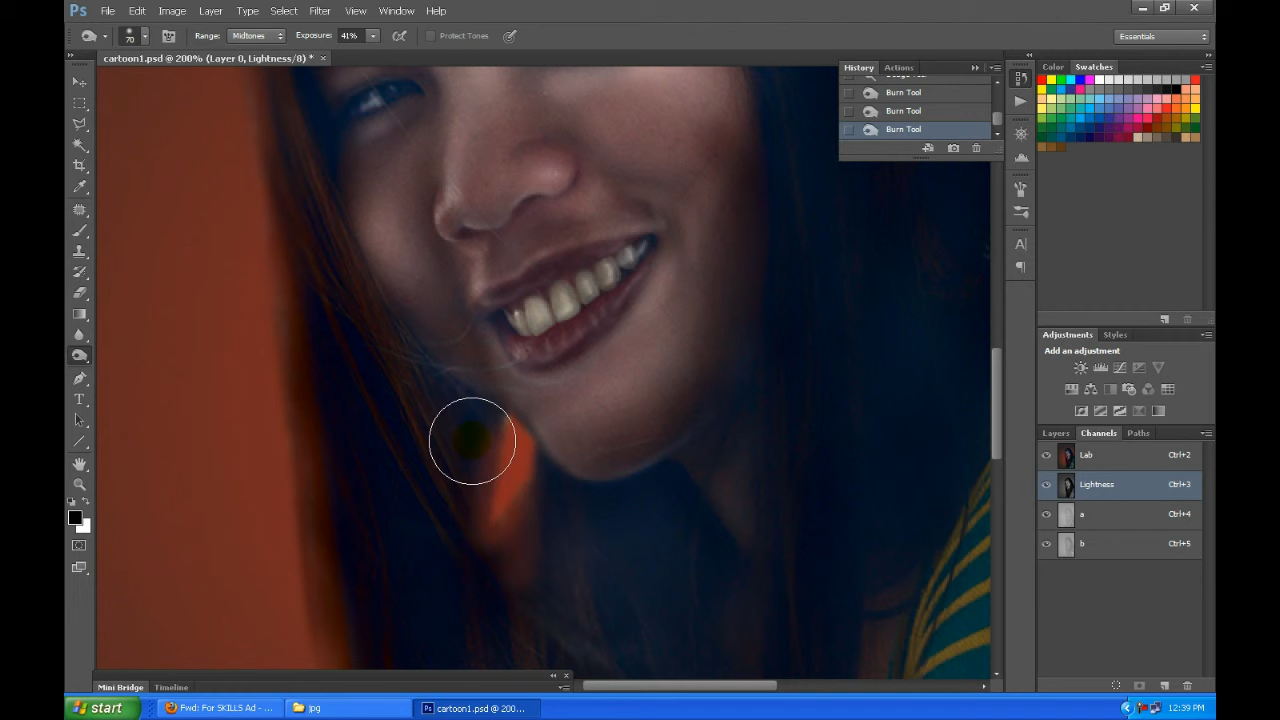 Ps File Edit Image Layer Type Select Filter View Window Help
70 Range: Midtones Exposure: 41% Protect Tones Essentials
cartoon1.psd @ 200% (Layer 0, Lightness/8) * ×
History Actions
Burn Tool
Burn Tool
Burn Tool
Color Swatches
Adjustments Styles
Add an adjustment
Layers Channels Paths
Lab Ctrl+2
Lightness Ctrl+3
a Ctrl+4
b Ctrl+5
Mini Bridge Timeline
start Fwd: For SKILLS Ad - ... jpg Ps cartoon1.psd @ 200... 12:39 PM